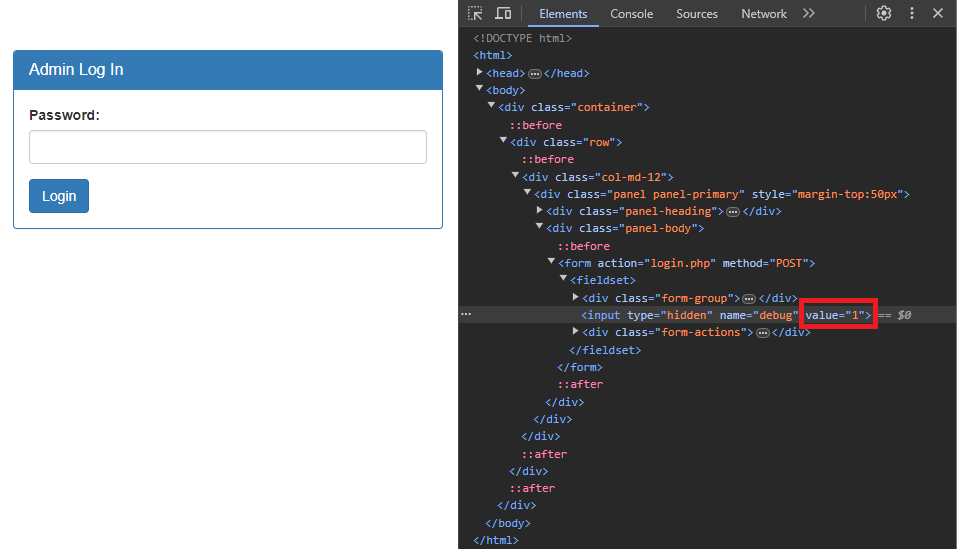 Admin Log In
Password:
Login
Elements Console Sources Network
<!DOCTYPE html>
<html>
<head>…</head>
<body>
<div class="container">
::before
<div class="row">
::before
<div class="col-md-12">
<div class="panel panel-primary" style="margin-top:50px">
<div class="panel-heading">…</div>
<div class="panel-body">
::before
<form action="login.php" method="POST">
<fieldset>
<div class="form-group">…</div>
<input type="hidden" name="debug" value="1"> == $0
<div class="form-actions">…</div>
</fieldset>
</form>
::after
</div>
</div>
</div>
::after
</div>
::after
</div>
</body>
</html>